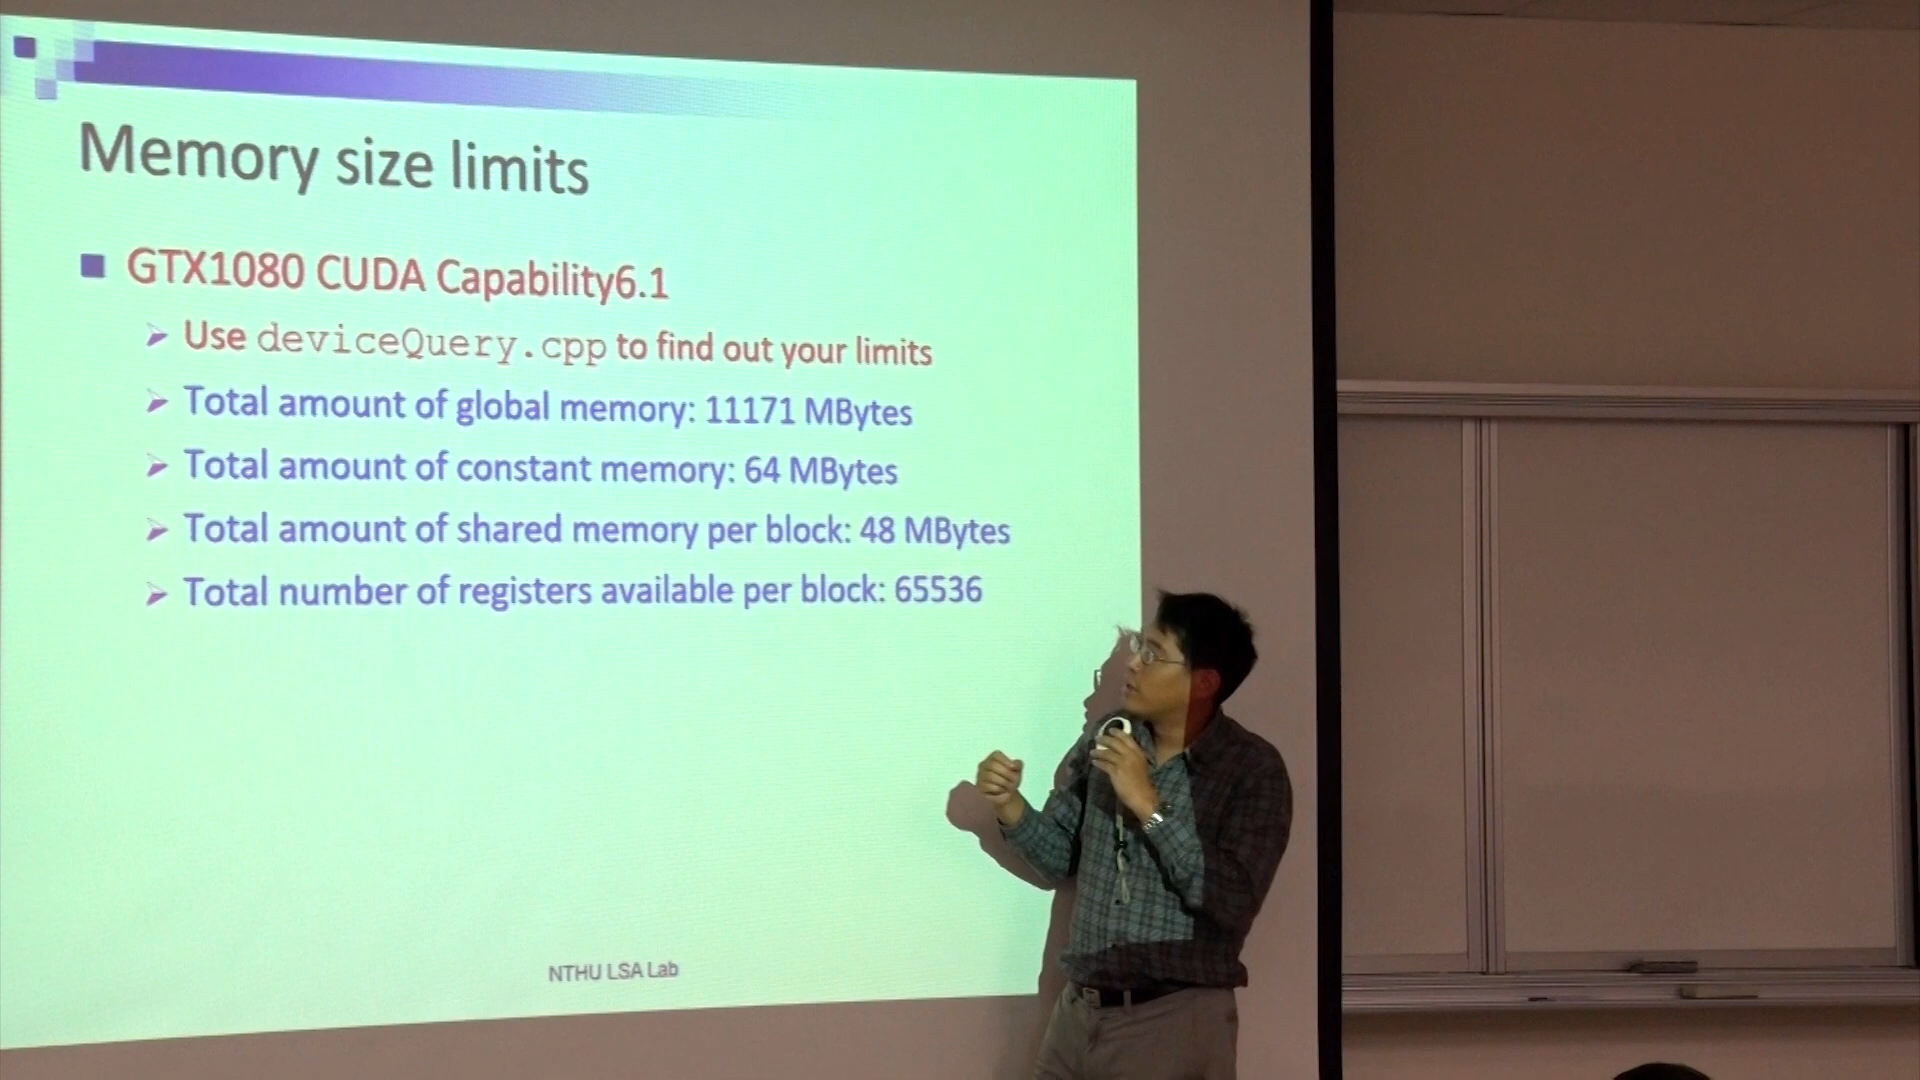 Memory size limits
GTX1080 CUDA Capability6.1
Use deviceQuery.cpp to find out your limits
Total amount of global memory: 11171 MBytes
Total amount of constant memory: 64 MBytes
Total amount of shared memory per block: 48 MBytes
Total number of registers available per block: 65536
NTHU LSA Lab